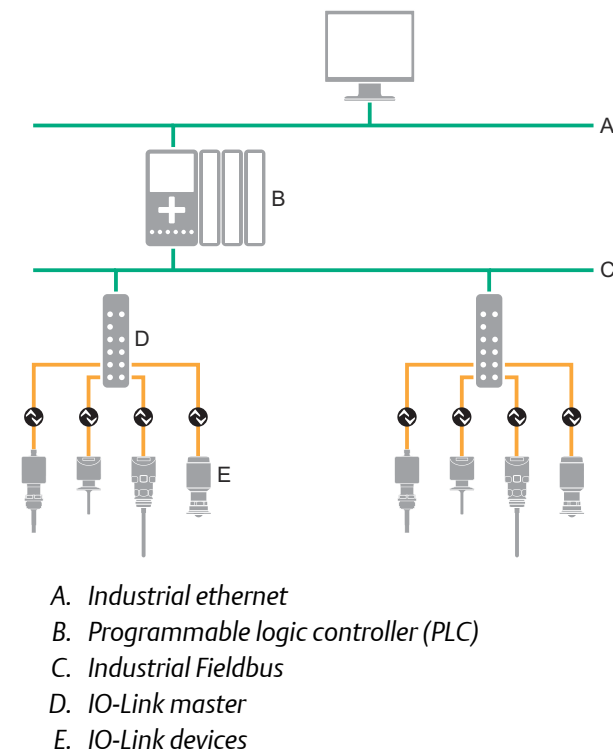 A
B
C
D
E
A. Industrial ethernet
B. Programmable logic controller (PLC)
C. Industrial Fieldbus
D. IO-Link master
E. IO-Link devices